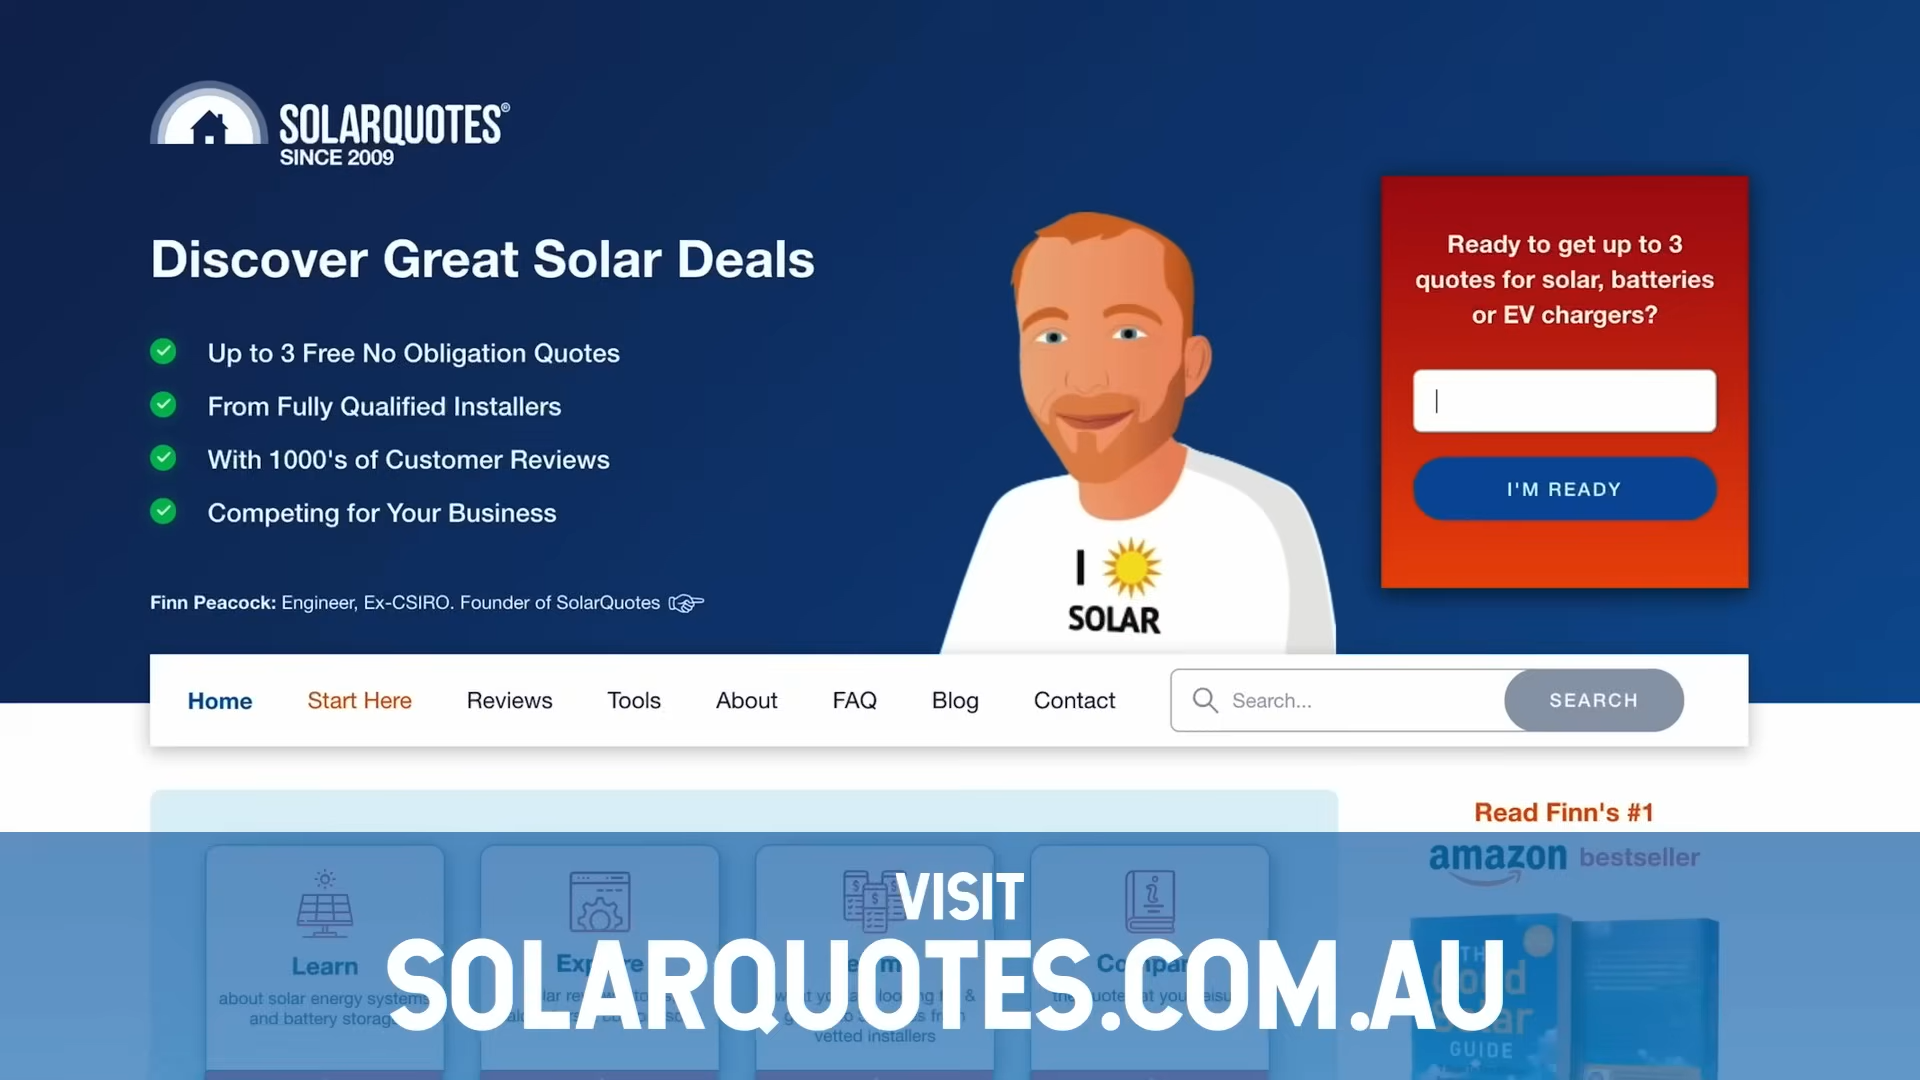 SOLARQUOTES®
SINCE 2009
Discover Great Solar Deals
Up to 3 Free No Obligation Quotes
From Fully Qualified Installers
With 1000's of Customer Reviews
Competing for Your Business
Finn Peacock: Engineer, Ex-CSIRO. Founder of SolarQuotes
I
SOLAR
Ready to get up to 3
quotes for solar, batteries
or EV chargers?
I'M READY
Home Start Here Reviews Tools About FAQ Blog Contact Search... SEARCH
Read Finn's #1
amazon bestseller
VISIT
SOLARQUOTES.COM.AU
Learn
about solar energy systems
and battery storage
vetted installers
GUIDE